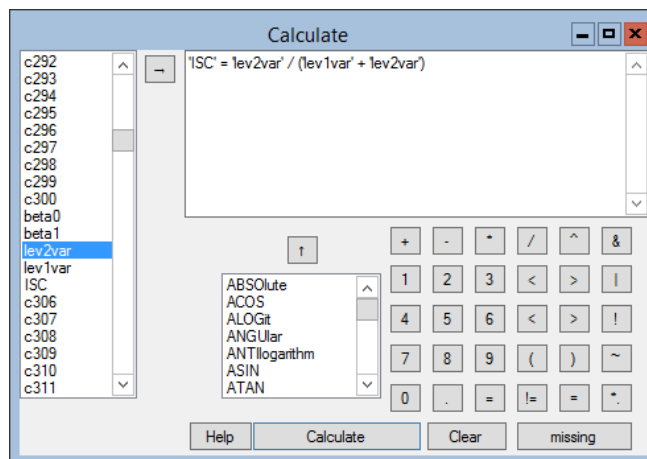 Calculate
c292
c293
c294
c295
c296
c297
c298
c299
c300
beta0
beta1
lev2var
lev1var
ISC
c306
c307
c308
c309
c310
c311
→
'ISC' = 'lev2var' / ('lev1var' + 'lev2var')
↑
ABSOlute
ACOS
ALOGit
ANGUlar
ANTIlogarithm
ASIN
ATAN
+ - * / ^ &
1 2 3 < > |
4 5 6 < > !
7 8 9 ( ) ~
0 . = != = *.
Help Calculate Clear missing